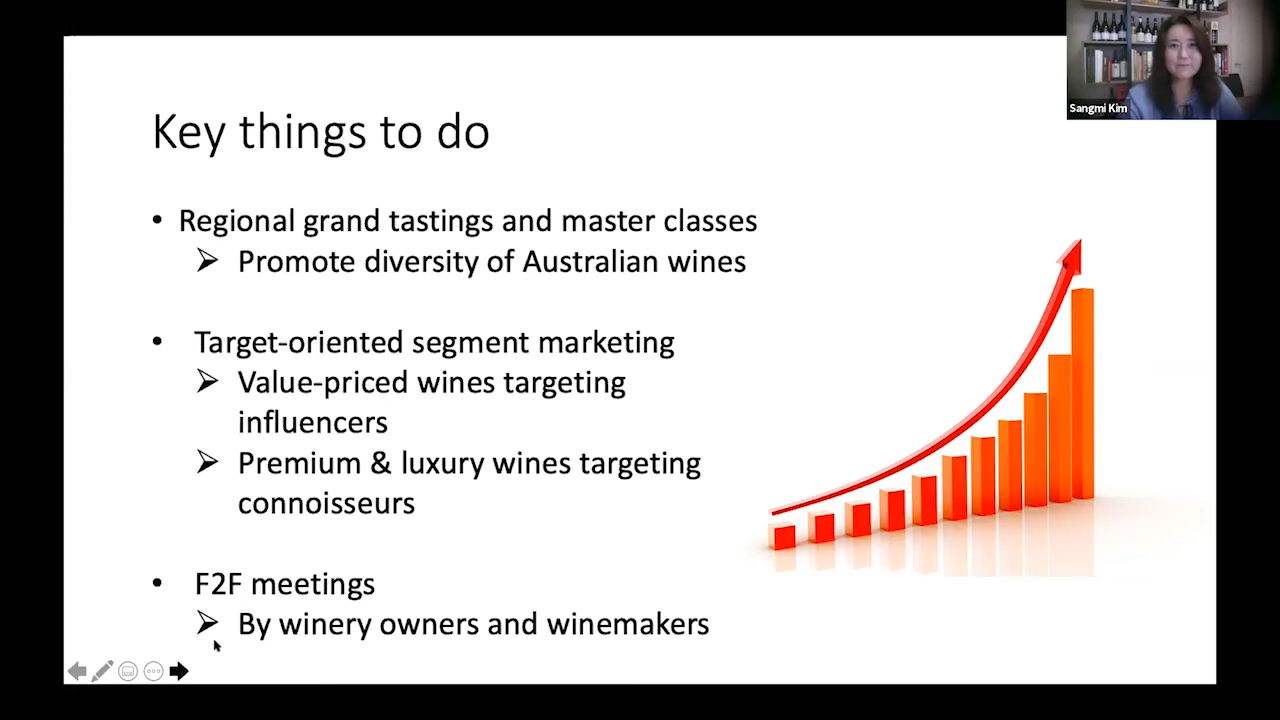 Sangmi Kim
Key things to do
• Regional grand tastings and master classes
➢ Promote diversity of Australian wines
• Target-oriented segment marketing
➢ Value-priced wines targeting
influencers
➢ Premium & luxury wines targeting
connoisseurs
• F2F meetings
➢ By winery owners and winemakers